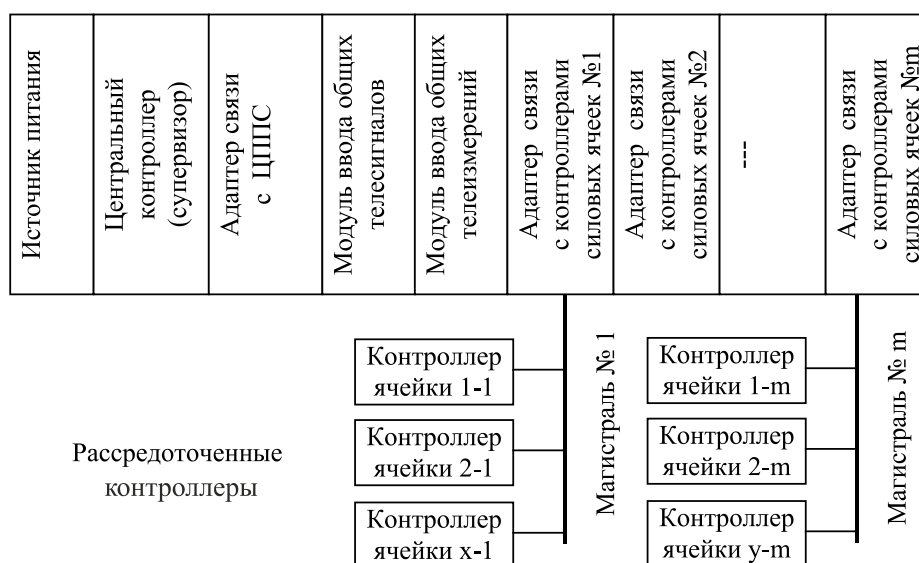 Источник питания
Центральный
контроллер
(супервизор)
Адаптер связи
с ЦППС
Модуль ввода общих
телесигналов
Модуль ввода общих
телеизмерений
Адаптер связи
с контроллерами
силовых ячеек №1
Адаптер связи
с контроллерами
силовых ячеек №2
---
Адаптер связи
с контроллерами
силовых ячеек №m
Контроллер
ячейки 1-1
Контроллер
ячейки 2-1
Контроллер
ячейки x-1
Магистраль № 1
Контроллер
ячейки 1-m
Контроллер
ячейки 2-m
Контроллер
ячейки y-m
Магистраль № m
Рассредоточенные
контроллеры